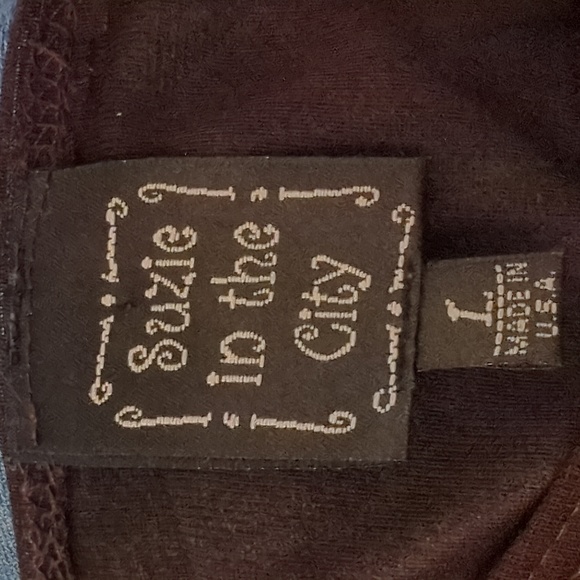 Suzie
in the
City
L
MADE IN
U.S.A.